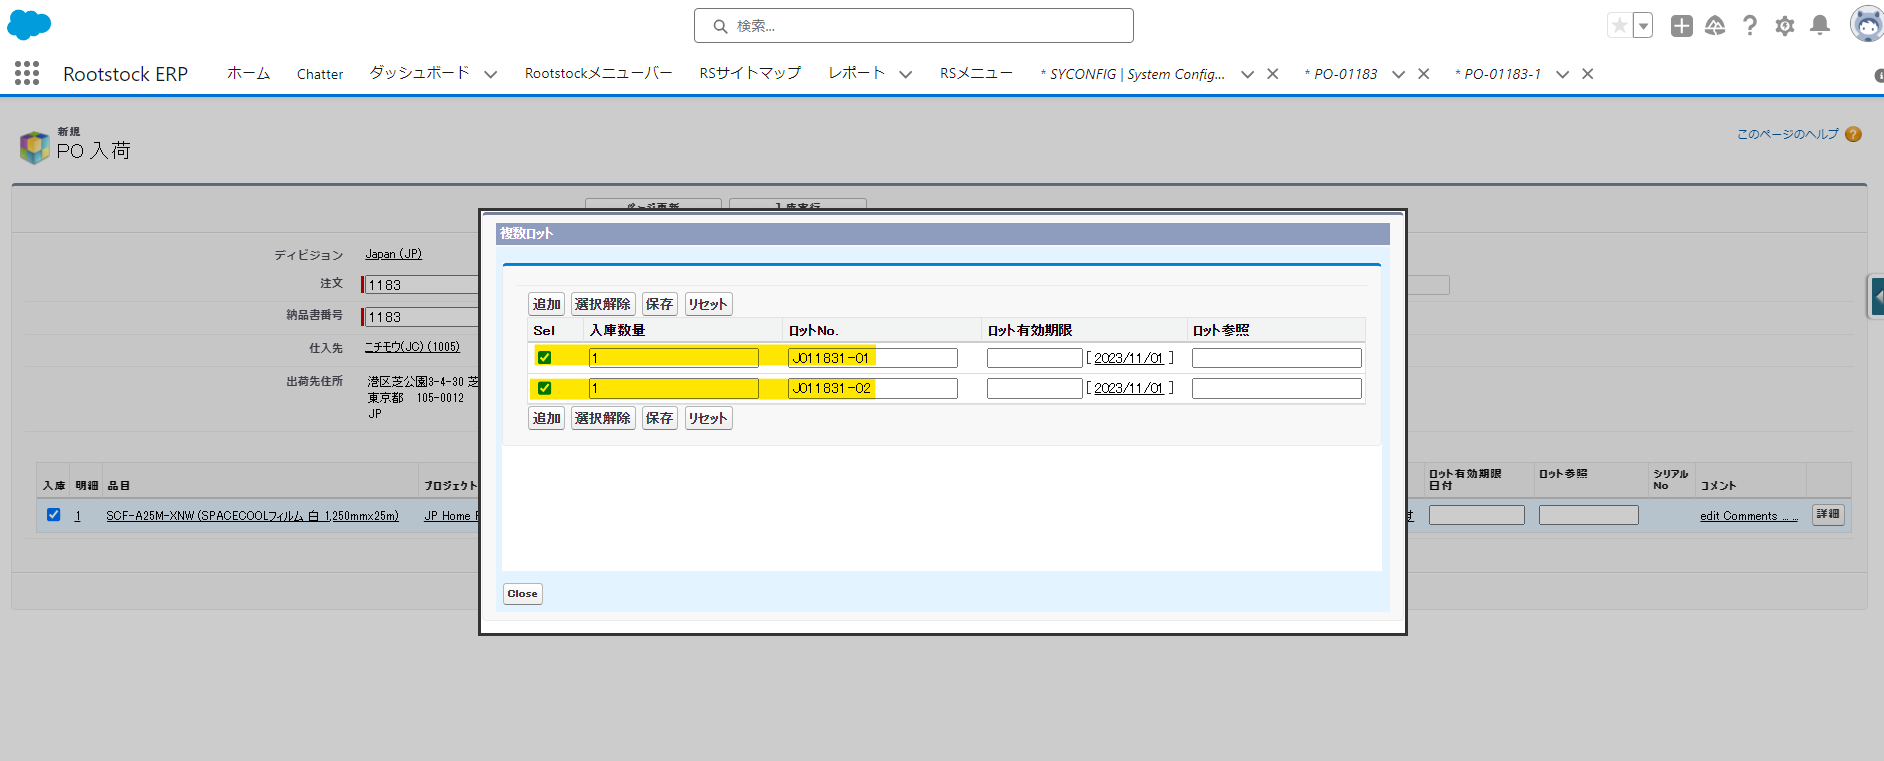 検索...
Rootstock ERP
ホーム
Chatter
ダッシュボード
Rootstockメニューバー
RSサイトマップ
レポート
RSメニュー
* SYCONFIG | System Config...
* PO-01183
* PO-01183-1
新規
PO 入荷
このページのヘルプ
ページ更新
入庫実行
ディビジョン Japan (JP)
注文 1183
納品書番号 1183
仕入先 ニチモウ(JC) (1005)
出荷先住所 港区芝公園3-4-30 芝
東京都 105-0012
JP
複数ロット
追加 選択解除 保存 リセット
Sel 入庫数量 ロットNo. ロット有効期限 ロット参照
1 J011831-01 [ 2023/11/01 ]
1 J011831-02 [ 2023/11/01 ]
追加 選択解除 保存 リセット
Close
入庫 明細 品目 プロジェクト ロット有効期限日付 ロット参照 シリアルNo コメント
1 SCF-A25M-XNW (SPACECOOLフィルム 白 1,250mmx25m) JP Home edit Comments ... ... 詳細